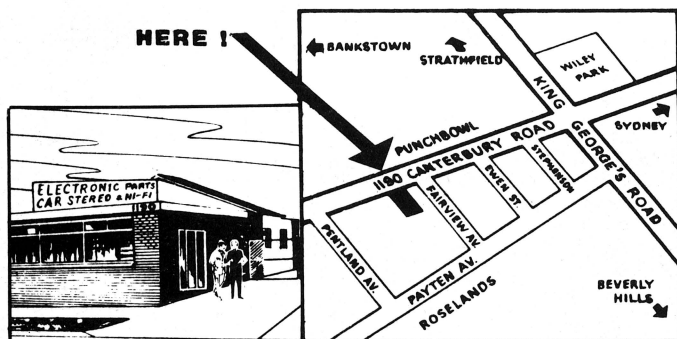 HERE !
BANKSTOWN
STRATHFIELD
WILEY
PARK
SYDNEY
KING GEORGE'S ROAD
PUNCHBOWL
1190 CANTERBURY ROAD
STEPHENSON
EWEN ST.
FAIRVIEW AV.
PENTLAND AV.
PAYTEN AV.
ROSELANDS
BEVERLY
HILLS
ELECTRONIC PARTS
CAR STEREO & HI-FI
1190